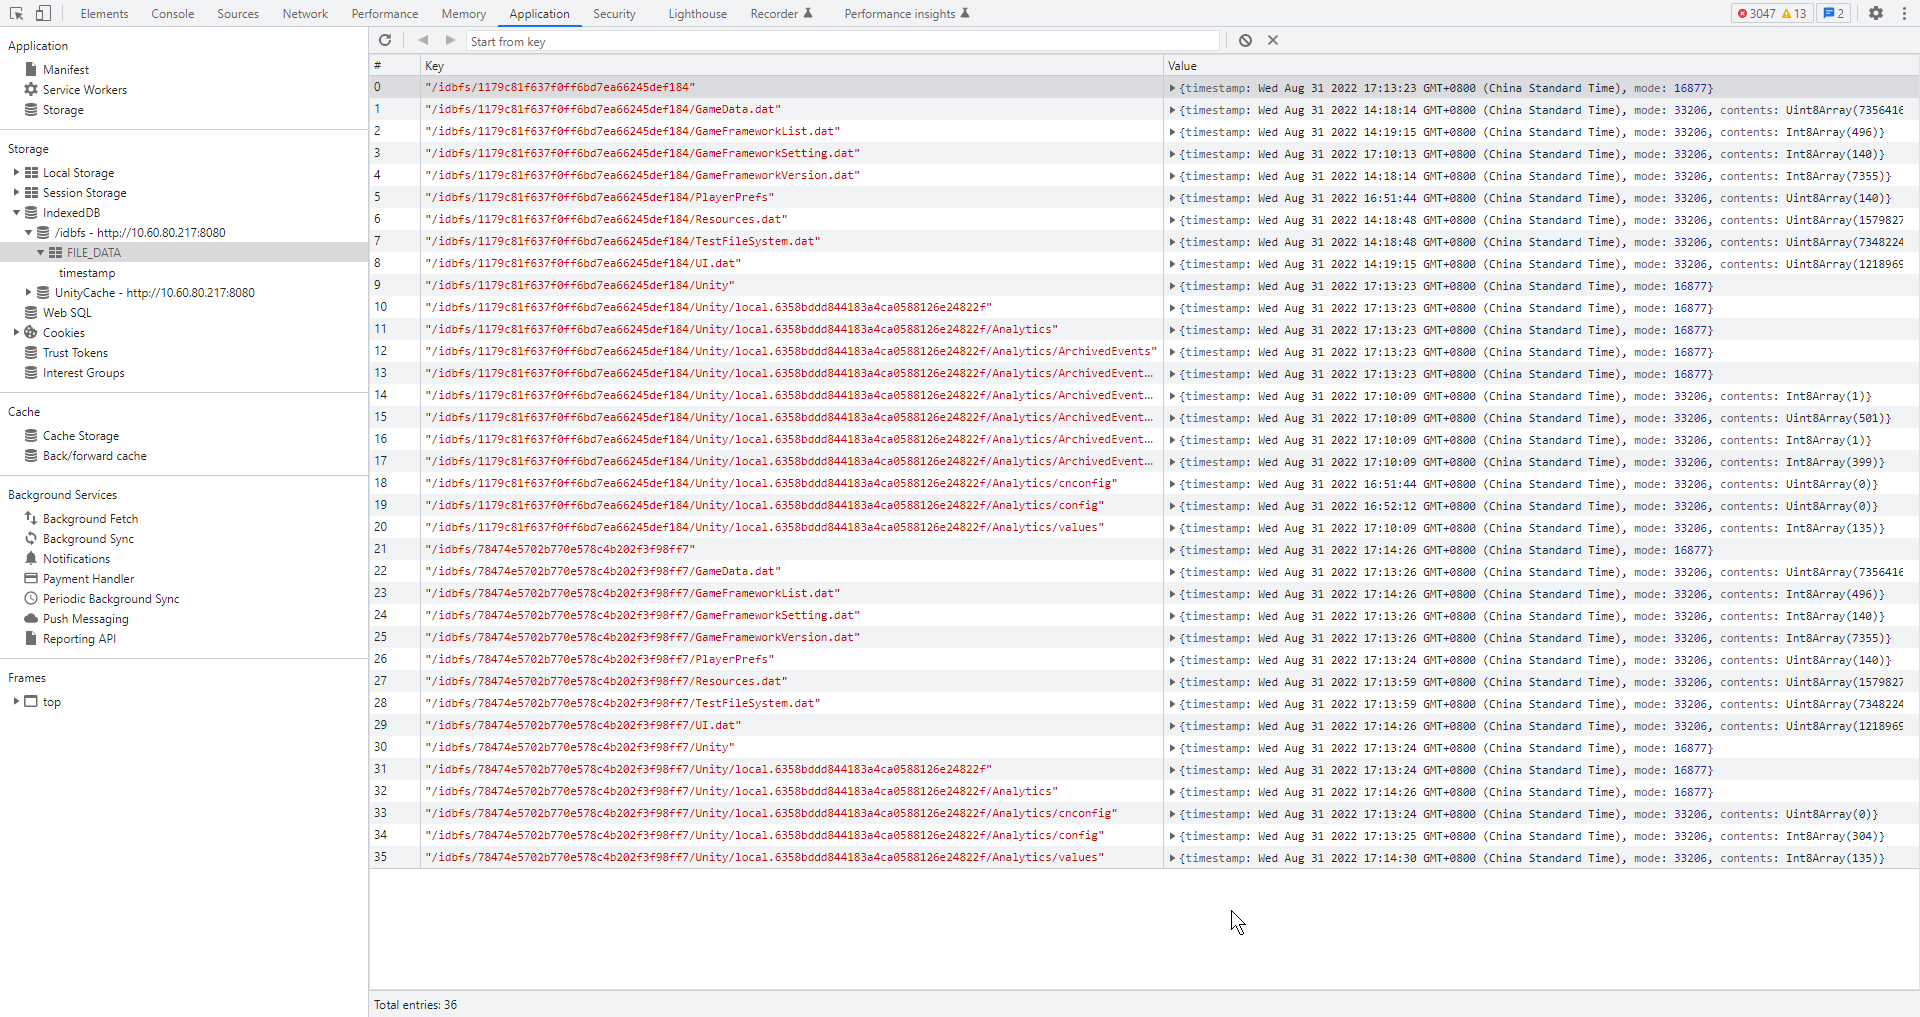 Elements Console Sources Network Performance Memory Application Security Lighthouse Recorder Performance insights 3047 13 2
Application
Manifest
Service Workers
Storage
Storage
Local Storage
Session Storage
IndexedDB
/idbfs - http://10.60.80.217:8080
FILE_DATA
timestamp
UnityCache - http://10.60.80.217:8080
Web SQL
Cookies
Trust Tokens
Interest Groups
Cache
Cache Storage
Back/forward cache
Background Services
Background Fetch
Background Sync
Notifications
Payment Handler
Periodic Background Sync
Push Messaging
Reporting API
Frames
top
Start from key
# Key Value
0 "/idbfs/1179c81f637f0ff6bd7ea66245def184" {timestamp: Wed Aug 31 2022 17:13:23 GMT+0800 (China Standard Time), mode: 16877}
1 "/idbfs/1179c81f637f0ff6bd7ea66245def184/GameData.dat" {timestamp: Wed Aug 31 2022 14:18:14 GMT+0800 (China Standard Time), mode: 33206, contents: Uint8Array(7356416
2 "/idbfs/1179c81f637f0ff6bd7ea66245def184/GameFrameworkList.dat" {timestamp: Wed Aug 31 2022 14:19:15 GMT+0800 (China Standard Time), mode: 33206, contents: Int8Array(496)}
3 "/idbfs/1179c81f637f0ff6bd7ea66245def184/GameFrameworkSetting.dat" {timestamp: Wed Aug 31 2022 17:10:13 GMT+0800 (China Standard Time), mode: 33206, contents: Int8Array(140)}
4 "/idbfs/1179c81f637f0ff6bd7ea66245def184/GameFrameworkVersion.dat" {timestamp: Wed Aug 31 2022 14:18:14 GMT+0800 (China Standard Time), mode: 33206, contents: Int8Array(7355)}
5 "/idbfs/1179c81f637f0ff6bd7ea66245def184/PlayerPrefs" {timestamp: Wed Aug 31 2022 16:51:44 GMT+0800 (China Standard Time), mode: 33206, contents: Uint8Array(140)}
6 "/idbfs/1179c81f637f0ff6bd7ea66245def184/Resources.dat" {timestamp: Wed Aug 31 2022 14:18:48 GMT+0800 (China Standard Time), mode: 33206, contents: Uint8Array(1579827
7 "/idbfs/1179c81f637f0ff6bd7ea66245def184/TestFileSystem.dat" {timestamp: Wed Aug 31 2022 14:18:48 GMT+0800 (China Standard Time), mode: 33206, contents: Uint8Array(7348224
8 "/idbfs/1179c81f637f0ff6bd7ea66245def184/UI.dat" {timestamp: Wed Aug 31 2022 14:19:15 GMT+0800 (China Standard Time), mode: 33206, contents: Uint8Array(1218969
9 "/idbfs/1179c81f637f0ff6bd7ea66245def184/Unity" {timestamp: Wed Aug 31 2022 17:13:23 GMT+0800 (China Standard Time), mode: 16877}
10 "/idbfs/1179c81f637f0ff6bd7ea66245def184/Unity/local.6358bddd844183a4ca0588126e24822f" {timestamp: Wed Aug 31 2022 17:13:23 GMT+0800 (China Standard Time), mode: 16877}
11 "/idbfs/1179c81f637f0ff6bd7ea66245def184/Unity/local.6358bddd844183a4ca0588126e24822f/Analytics" {timestamp: Wed Aug 31 2022 17:13:23 GMT+0800 (China Standard Time), mode: 16877}
12 "/idbfs/1179c81f637f0ff6bd7ea66245def184/Unity/local.6358bddd844183a4ca0588126e24822f/Analytics/ArchivedEvents" {timestamp: Wed Aug 31 2022 17:13:23 GMT+0800 (China Standard Time), mode: 16877}
13 "/idbfs/1179c81f637f0ff6bd7ea66245def184/Unity/local.6358bddd844183a4ca0588126e24822f/Analytics/ArchivedEvent… {timestamp: Wed Aug 31 2022 17:13:23 GMT+0800 (China Standard Time), mode: 16877}
14 "/idbfs/1179c81f637f0ff6bd7ea66245def184/Unity/local.6358bddd844183a4ca0588126e24822f/Analytics/ArchivedEvent… {timestamp: Wed Aug 31 2022 17:10:09 GMT+0800 (China Standard Time), mode: 33206, contents: Int8Array(1)}
15 "/idbfs/1179c81f637f0ff6bd7ea66245def184/Unity/local.6358bddd844183a4ca0588126e24822f/Analytics/ArchivedEvent… {timestamp: Wed Aug 31 2022 17:10:09 GMT+0800 (China Standard Time), mode: 33206, contents: Uint8Array(501)}
16 "/idbfs/1179c81f637f0ff6bd7ea66245def184/Unity/local.6358bddd844183a4ca0588126e24822f/Analytics/ArchivedEvent… {timestamp: Wed Aug 31 2022 17:10:09 GMT+0800 (China Standard Time), mode: 33206, contents: Int8Array(1)}
17 "/idbfs/1179c81f637f0ff6bd7ea66245def184/Unity/local.6358bddd844183a4ca0588126e24822f/Analytics/ArchivedEvent… {timestamp: Wed Aug 31 2022 17:10:09 GMT+0800 (China Standard Time), mode: 33206, contents: Int8Array(399)}
18 "/idbfs/1179c81f637f0ff6bd7ea66245def184/Unity/local.6358bddd844183a4ca0588126e24822f/Analytics/cnconfig" {timestamp: Wed Aug 31 2022 16:51:44 GMT+0800 (China Standard Time), mode: 33206, contents: Uint8Array(0)}
19 "/idbfs/1179c81f637f0ff6bd7ea66245def184/Unity/local.6358bddd844183a4ca0588126e24822f/Analytics/config" {timestamp: Wed Aug 31 2022 16:52:12 GMT+0800 (China Standard Time), mode: 33206, contents: Uint8Array(0)}
20 "/idbfs/1179c81f637f0ff6bd7ea66245def184/Unity/local.6358bddd844183a4ca0588126e24822f/Analytics/values" {timestamp: Wed Aug 31 2022 17:10:09 GMT+0800 (China Standard Time), mode: 33206, contents: Int8Array(135)}
21 "/idbfs/78474e5702b770e578c4b202f3f98ff7" {timestamp: Wed Aug 31 2022 17:14:26 GMT+0800 (China Standard Time), mode: 16877}
22 "/idbfs/78474e5702b770e578c4b202f3f98ff7/GameData.dat" {timestamp: Wed Aug 31 2022 17:13:26 GMT+0800 (China Standard Time), mode: 33206, contents: Uint8Array(7356416
23 "/idbfs/78474e5702b770e578c4b202f3f98ff7/GameFrameworkList.dat" {timestamp: Wed Aug 31 2022 17:14:26 GMT+0800 (China Standard Time), mode: 33206, contents: Int8Array(496)}
24 "/idbfs/78474e5702b770e578c4b202f3f98ff7/GameFrameworkSetting.dat" {timestamp: Wed Aug 31 2022 17:13:26 GMT+0800 (China Standard Time), mode: 33206, contents: Int8Array(140)}
25 "/idbfs/78474e5702b770e578c4b202f3f98ff7/GameFrameworkVersion.dat" {timestamp: Wed Aug 31 2022 17:13:26 GMT+0800 (China Standard Time), mode: 33206, contents: Int8Array(7355)}
26 "/idbfs/78474e5702b770e578c4b202f3f98ff7/PlayerPrefs" {timestamp: Wed Aug 31 2022 17:13:24 GMT+0800 (China Standard Time), mode: 33206, contents: Uint8Array(140)}
27 "/idbfs/78474e5702b770e578c4b202f3f98ff7/Resources.dat" {timestamp: Wed Aug 31 2022 17:13:59 GMT+0800 (China Standard Time), mode: 33206, contents: Uint8Array(1579827
28 "/idbfs/78474e5702b770e578c4b202f3f98ff7/TestFileSystem.dat" {timestamp: Wed Aug 31 2022 17:13:59 GMT+0800 (China Standard Time), mode: 33206, contents: Uint8Array(7348224
29 "/idbfs/78474e5702b770e578c4b202f3f98ff7/UI.dat" {timestamp: Wed Aug 31 2022 17:14:26 GMT+0800 (China Standard Time), mode: 33206, contents: Uint8Array(1218969
30 "/idbfs/78474e5702b770e578c4b202f3f98ff7/Unity" {timestamp: Wed Aug 31 2022 17:13:24 GMT+0800 (China Standard Time), mode: 16877}
31 "/idbfs/78474e5702b770e578c4b202f3f98ff7/Unity/local.6358bddd844183a4ca0588126e24822f" {timestamp: Wed Aug 31 2022 17:13:24 GMT+0800 (China Standard Time), mode: 16877}
32 "/idbfs/78474e5702b770e578c4b202f3f98ff7/Unity/local.6358bddd844183a4ca0588126e24822f/Analytics" {timestamp: Wed Aug 31 2022 17:14:26 GMT+0800 (China Standard Time), mode: 16877}
33 "/idbfs/78474e5702b770e578c4b202f3f98ff7/Unity/local.6358bddd844183a4ca0588126e24822f/Analytics/cnconfig" {timestamp: Wed Aug 31 2022 17:13:24 GMT+0800 (China Standard Time), mode: 33206, contents: Uint8Array(0)}
34 "/idbfs/78474e5702b770e578c4b202f3f98ff7/Unity/local.6358bddd844183a4ca0588126e24822f/Analytics/config" {timestamp: Wed Aug 31 2022 17:13:25 GMT+0800 (China Standard Time), mode: 33206, contents: Int8Array(304)}
35 "/idbfs/78474e5702b770e578c4b202f3f98ff7/Unity/local.6358bddd844183a4ca0588126e24822f/Analytics/values" {timestamp: Wed Aug 31 2022 17:14:30 GMT+0800 (China Standard Time), mode: 33206, contents: Int8Array(135)}
Total entries: 36